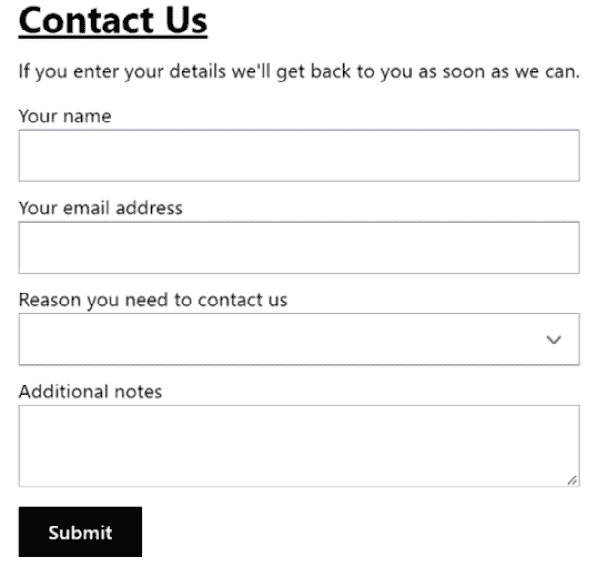 Contact Us
If you enter your details we'll get back to you as soon as we can.
Your name
Your email address
Reason you need to contact us
Additional notes
Submit